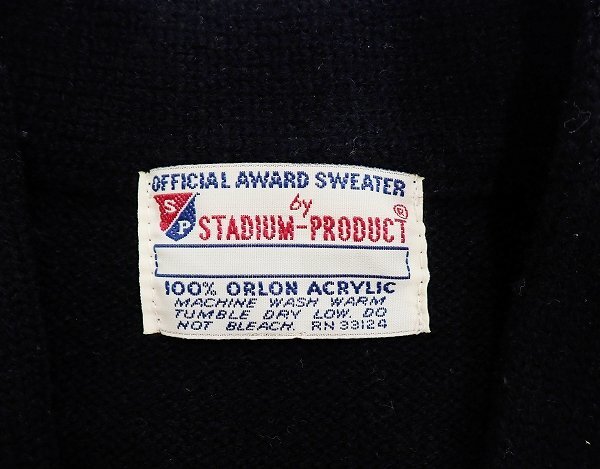 OFFICIAL AWARD SWEATER
by
SP
STADIUM-PRODUCT ®
100% ORLON ACRYLIC
MACHINE WASH WARM
TUMBLE DRY LOW. DO
NOT BLEACH. RN 33124